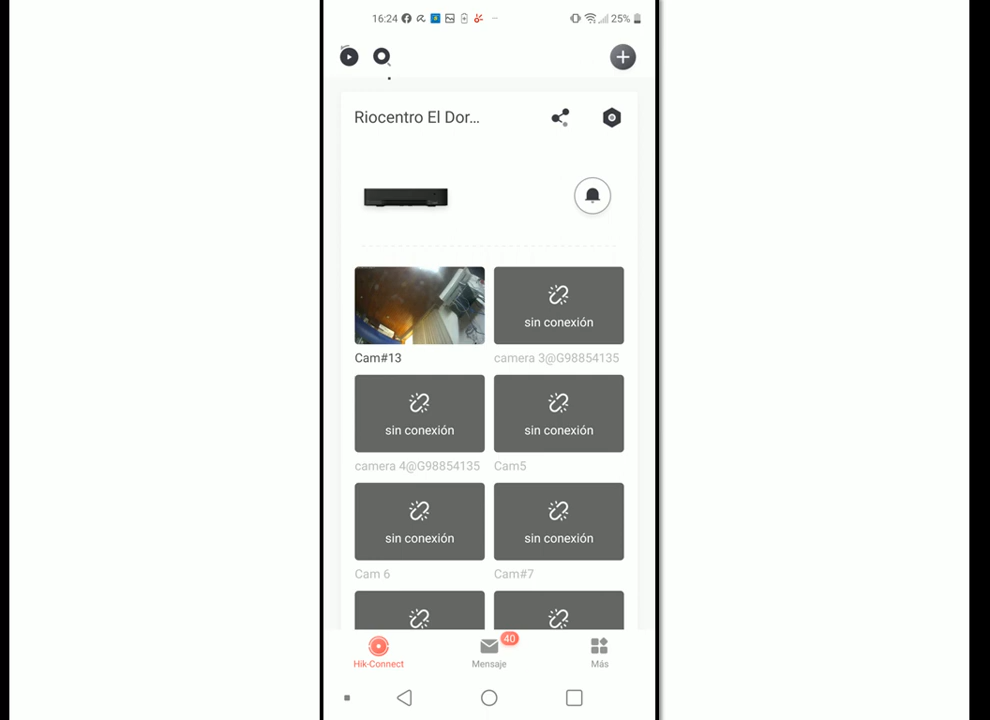 16:24
25%
Riocentro El Dor...
sin conexión
Cam#13
camera 3@G98854135
sin conexión
sin conexión
camera 4@G98854135
Cam5
sin conexión
sin conexión
Cam 6
Cam#7
40
Hik-Connect
Mensaje
Más